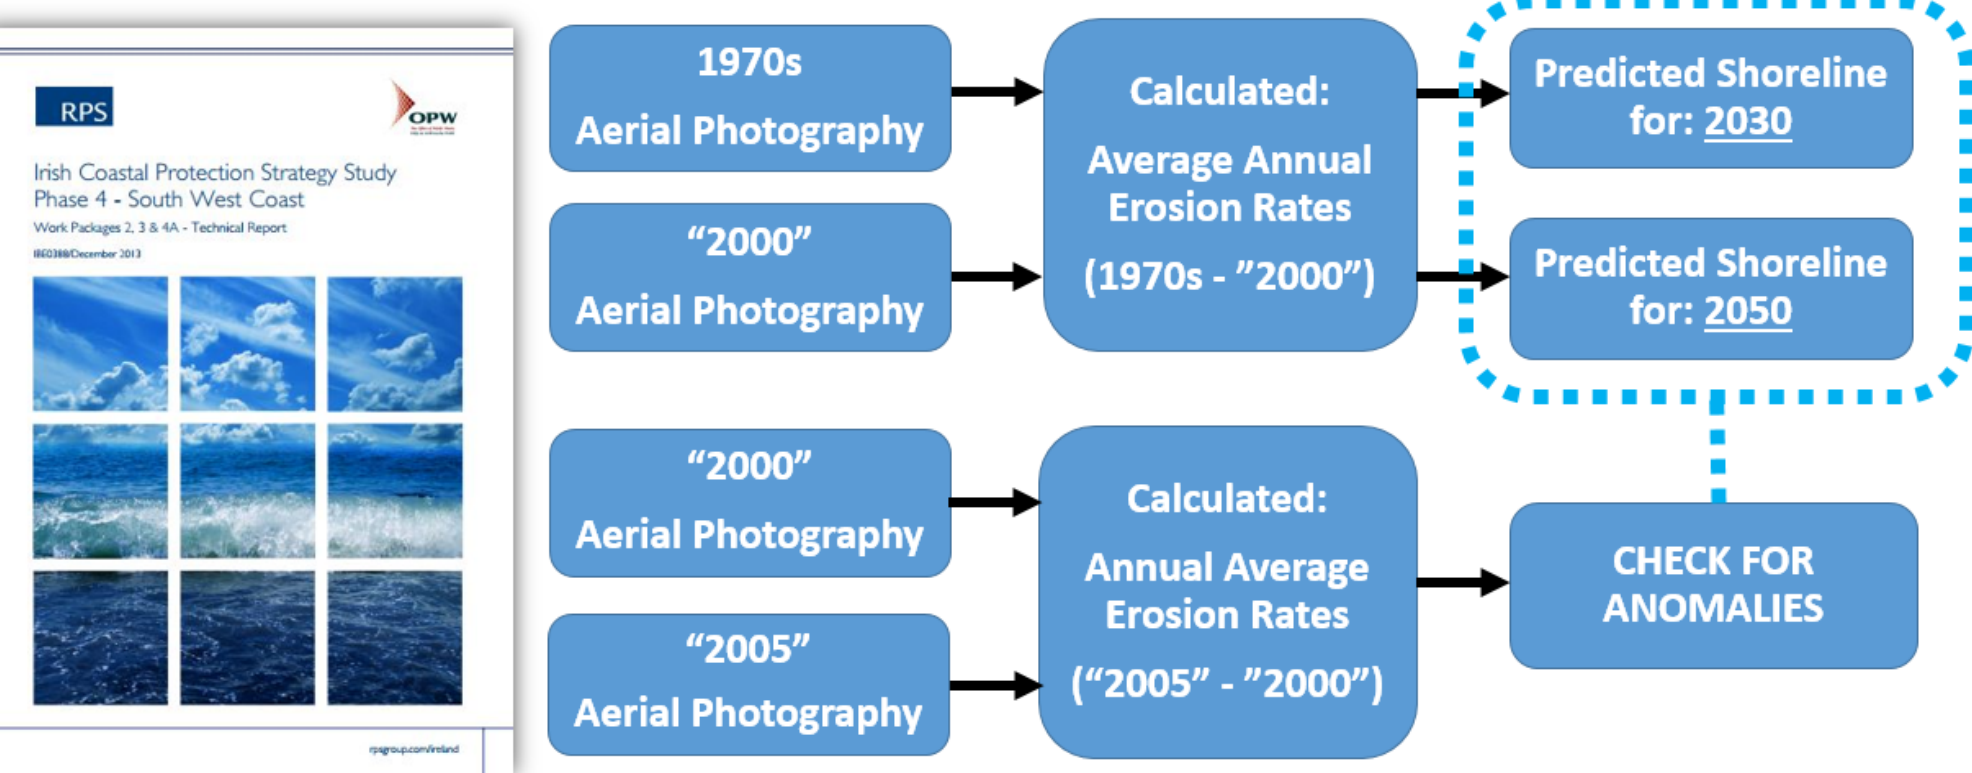 RPS
OPW
Irish Coastal Protection Strategy Study
Phase 4 - South West Coast
Work Packages 2, 3 & 4A - Technical Report
IBE0388/December 2013
rpsgroup.com/ireland
1970s
Aerial Photography
“2000”
Aerial Photography
Calculated:
Average Annual
Erosion Rates
(1970s - ”2000”)
Predicted Shoreline
for: 2030
Predicted Shoreline
for: 2050
“2000”
Aerial Photography
“2005”
Aerial Photography
Calculated:
Annual Average
Erosion Rates
(“2005” - ”2000”)
CHECK FOR
ANOMALIES